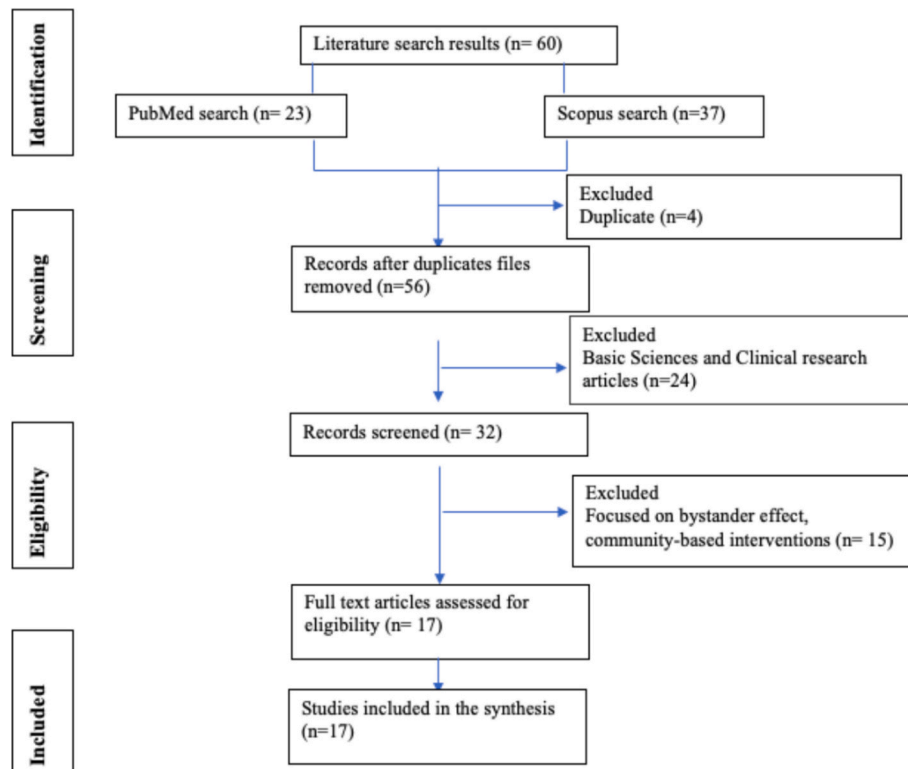 Identification
Literature search results (n= 60)
PubMed search (n= 23)
Scopus search (n=37)
Excluded
Duplicate (n=4)
Screening
Records after duplicates files
removed (n=56)
Excluded
Basic Sciences and Clinical research
articles (n=24)
Records screened (n= 32)
Eligibility
Excluded
Focused on bystander effect,
community-based interventions (n= 15)
Full text articles assessed for
eligibility (n= 17)
Included
Studies included in the synthesis
(n=17)